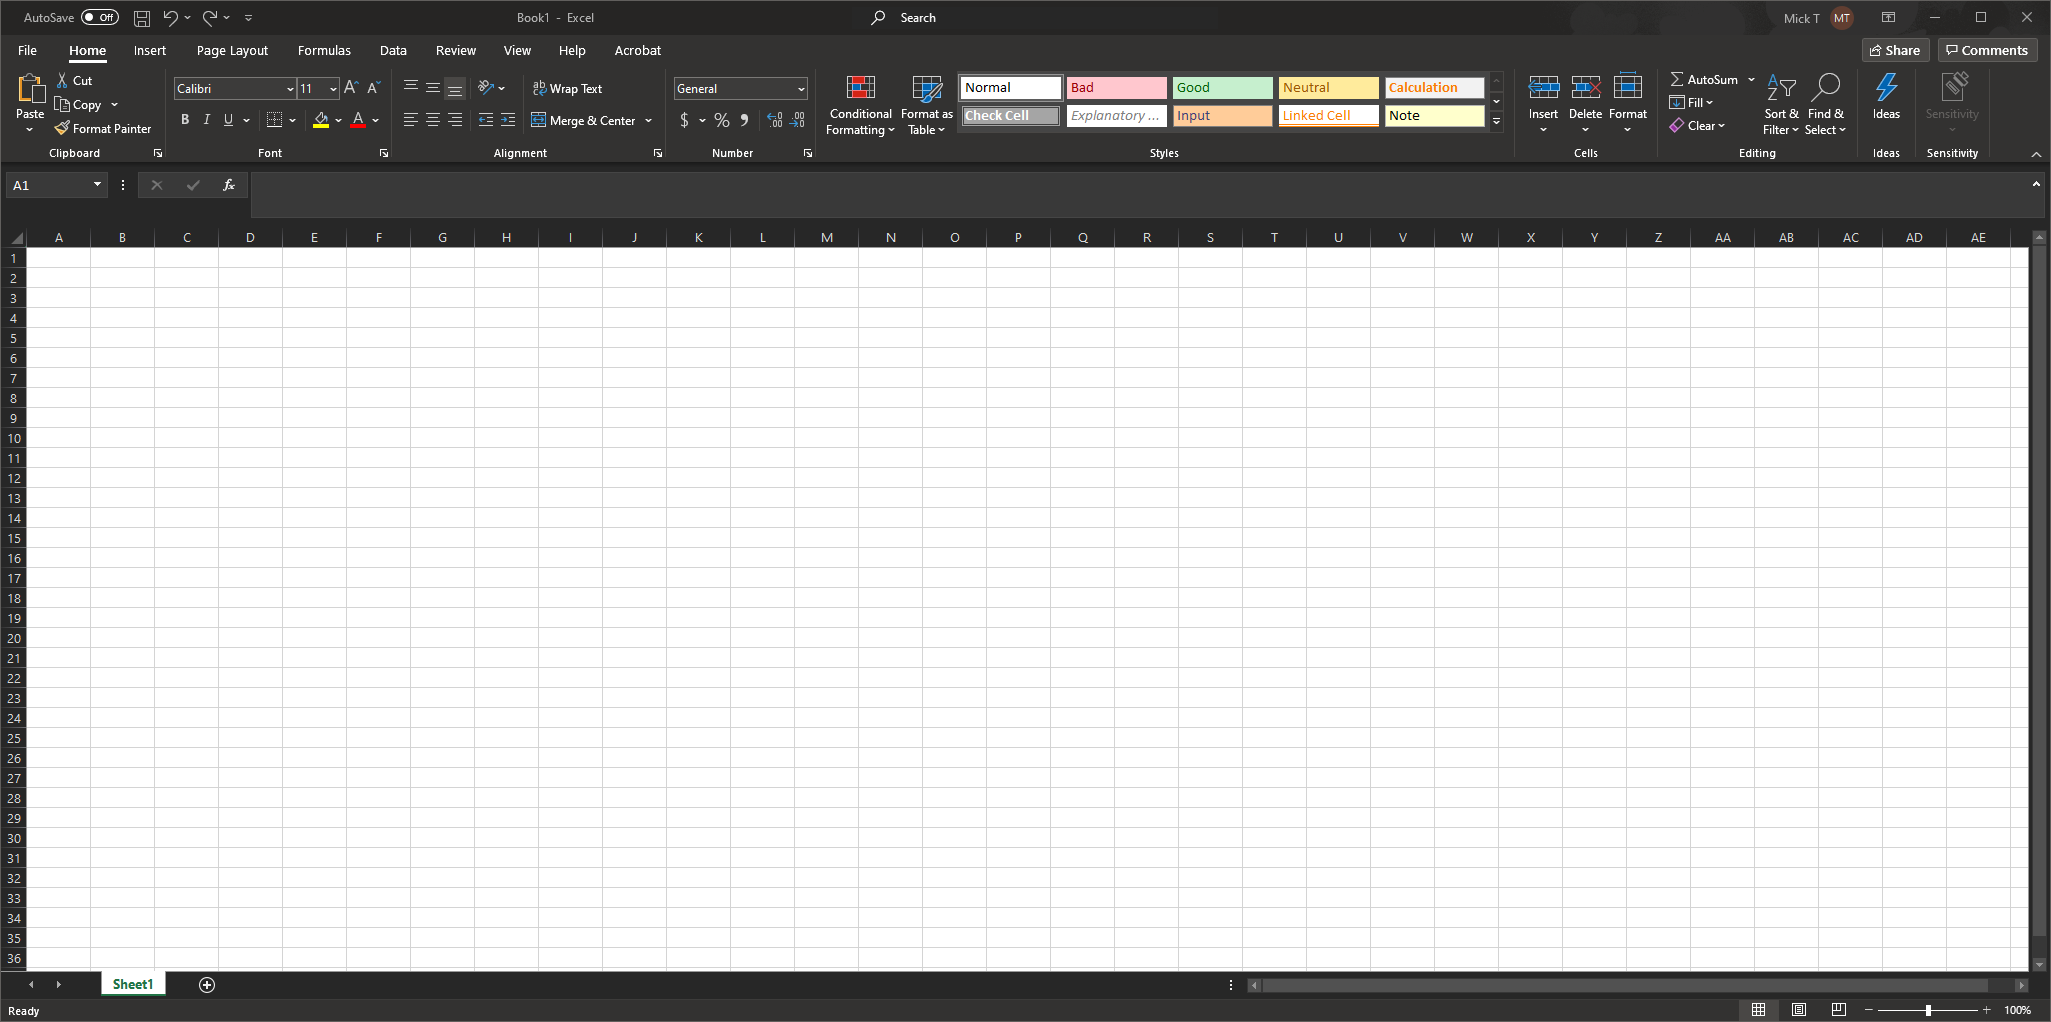 AutoSave Off Book1 - Excel Search Mick T MT
File Home Insert Page Layout Formulas Data Review View Help Acrobat Share Comments
Paste
Cut
Copy
Format Painter
Clipboard
Calibri 11 A A
B I U A
Font
ab Wrap Text
Merge & Center
Alignment
General
$ % 9 .00 .00
Number
Conditional Formatting
Format as Table
Normal Bad Good Neutral Calculation
Check Cell Explanatory ... Input Linked Cell Note
Styles
Insert Delete Format
Cells
AutoSum
Fill
Clear
Sort & Filter
Find & Select
Editing
Ideas
Ideas
Sensitivity
Sensitivity
A1 fx
A B C D E F G H I J K L M N O P Q R S T U V W X Y Z AA AB AC AD AE
1
2
3
4
5
6
7
8
9
10
11
12
13
14
15
16
17
18
19
20
21
22
23
24
25
26
27
28
29
30
31
32
33
34
35
36
Sheet1
Ready 100%